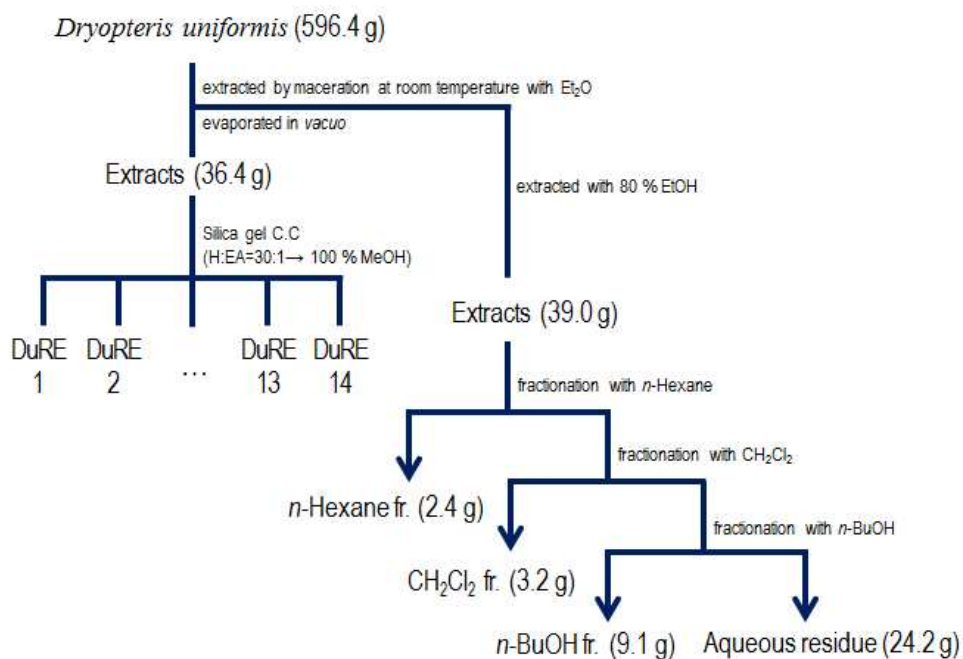 Dryopteris uniformis (596.4 g)
extracted by maceration at room temperature with Et₂O
evaporated in vacuo
Extracts (36.4 g)
extracted with 80 % EtOH
Silica gel C.C
(H:EA=30:1→ 100 % MeOH)
Extracts (39.0 g)
DuRE DuRE DuRE DuRE
1 2 ... 13 14
fractionation with n-Hexane
fractionation with CH₂Cl₂
n-Hexane fr. (2.4 g)
fractionation with n-BuOH
CH₂Cl₂ fr. (3.2 g)
n-BuOH fr. (9.1 g) Aqueous residue (24.2 g)